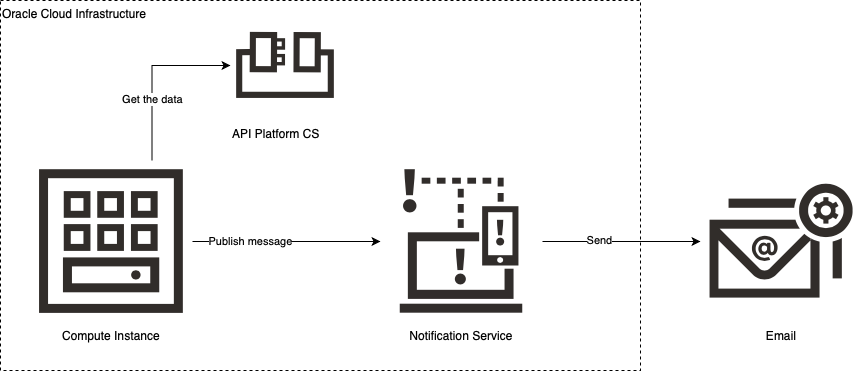 Oracle Cloud Infrastructure
Get the data
API Platform CS
Publish message
Send
@
Compute Instance
Notification Service
Email